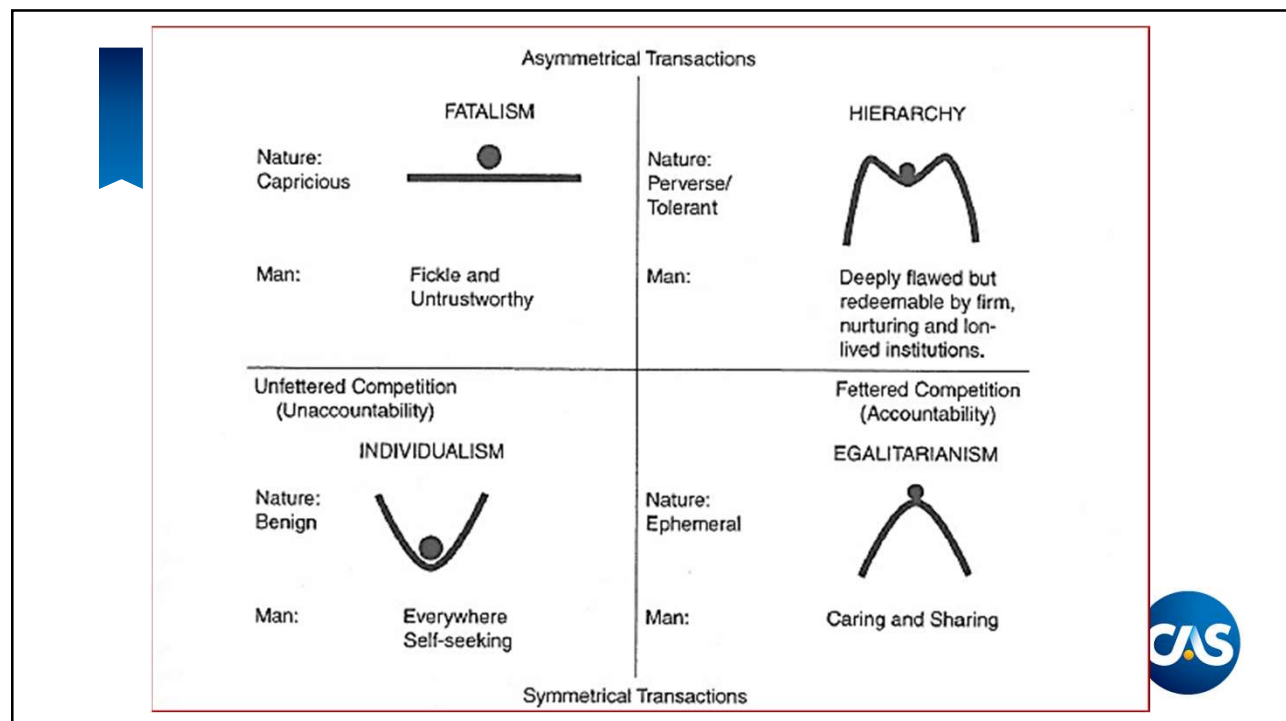 Asymmetrical Transactions
FATALISM
Nature:
Capricious
Man:
Fickle and
Untrustworthy
HIERARCHY
Nature:
Perverse/
Tolerant
Man:
Deeply flawed but
redeemable by firm,
nurturing and lon-
lived institutions.
Unfettered Competition
(Unaccountability)
Fettered Competition
(Accountability)
INDIVIDUALISM
Nature:
Benign
Man:
Everywhere
Self-seeking
EGALITARIANISM
Nature:
Ephemeral
Man:
Caring and Sharing
Symmetrical Transactions
CAS